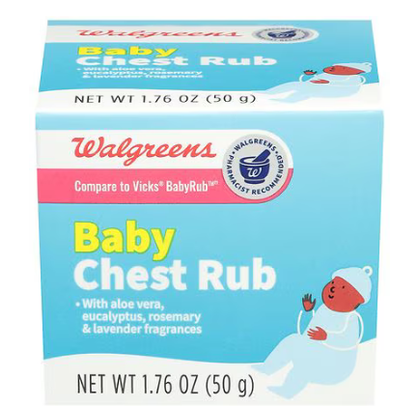 Walgreens
Baby
Chest Rub
• With aloe vera,
eucalyptus, rosemary
& lavender fragrances
NET WT 1.76 OZ (50 g)
Walgreens
WALGREENS
PHARMACIST RECOMMENDED
W
Compare to Vicks® BabyRub™
Baby
Chest Rub
• With aloe vera,
eucalyptus, rosemary
& lavender fragrances
NET WT 1.76 OZ (50 g)